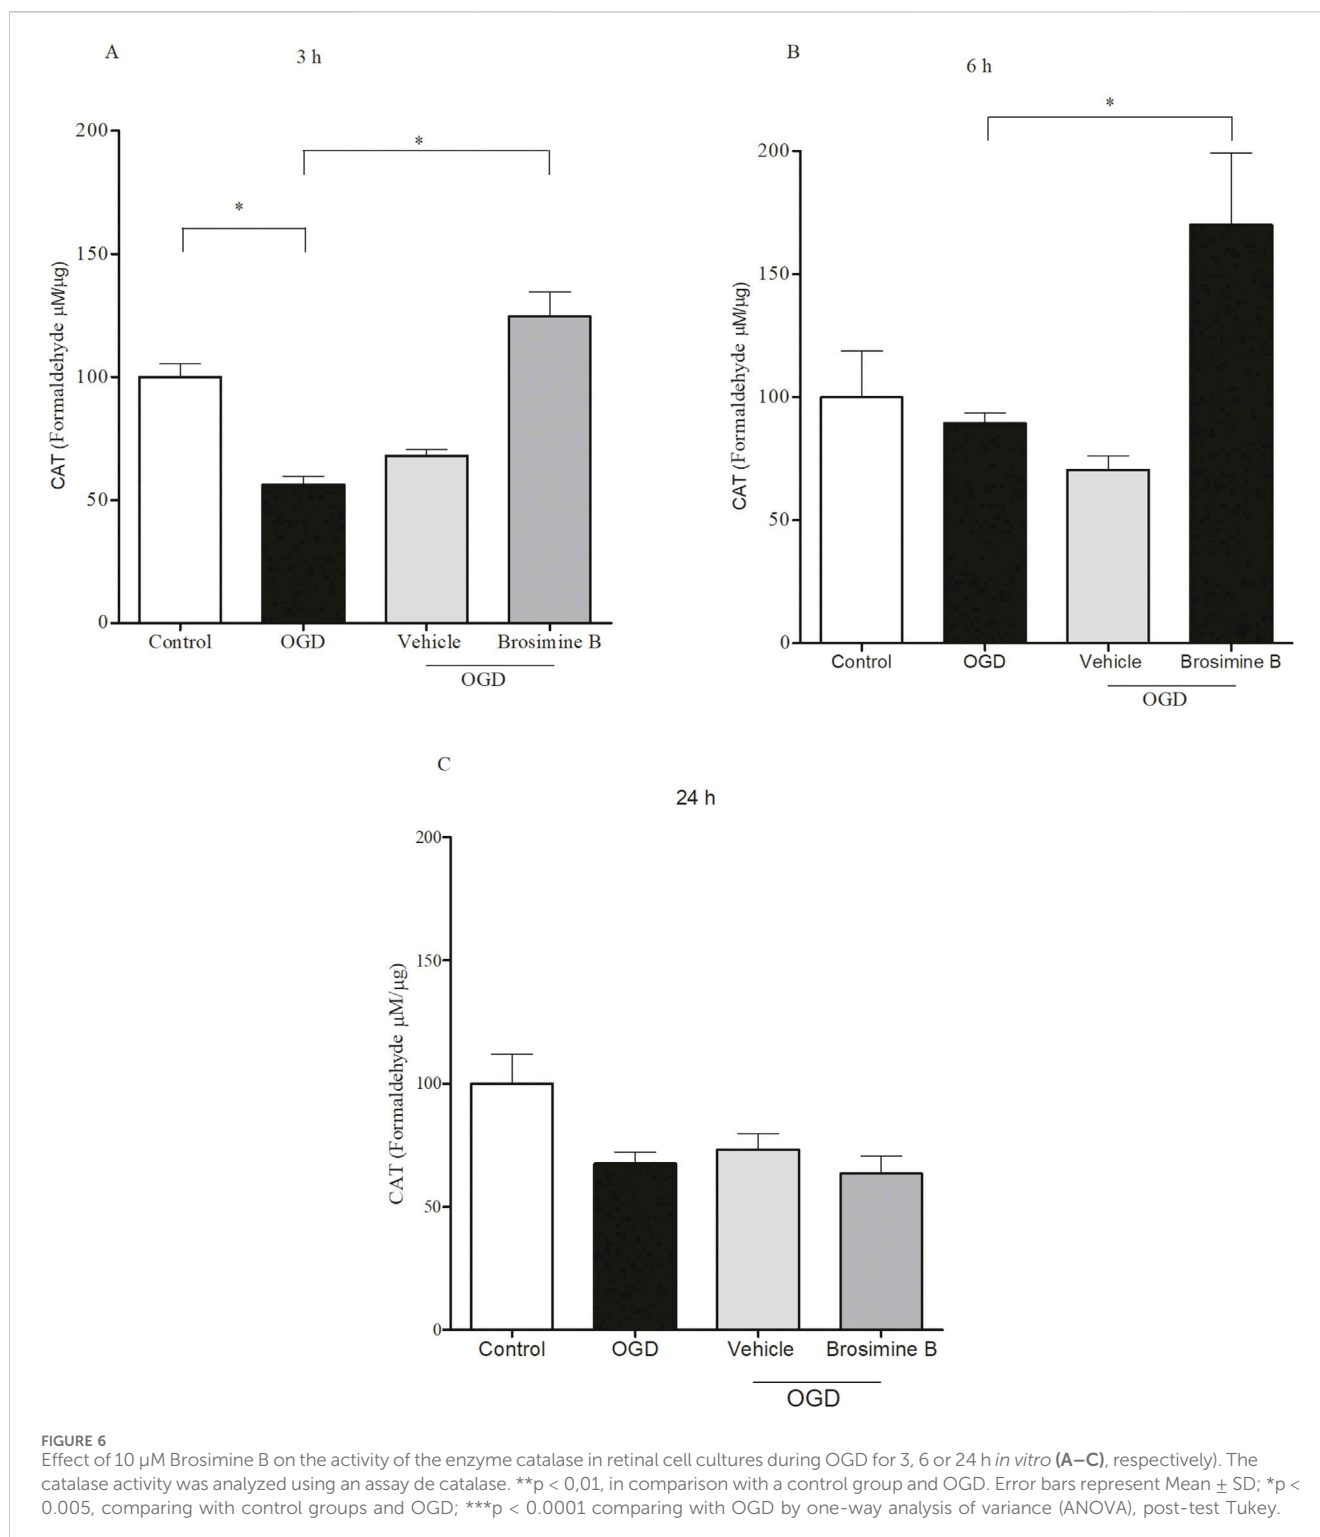 A
3 h
CAT (Formaldehyde μM/μg)
200
150
100
50
0
*
*
Control OGD Vehicle Brosimine B
OGD
B
6 h
CAT (Formaldehyde μM/μg)
200
150
100
50
0
*
Control OGD Vehicle Brosimine B
OGD
C
24 h
CAT (Formaldehyde μM/μg)
200
150
100
50
0
Control OGD Vehicle Brosimine B
OGD
FIGURE 6
Effect of 10 μM Brosimine B on the activity of the enzyme catalase in retinal cell cultures during OGD for 3, 6 or 24 h in vitro (A–C), respectively). The
catalase activity was analyzed using an assay de catalase. **p < 0,01, in comparison with a control group and OGD. Error bars represent Mean ± SD; *p <
0.005, comparing with control groups and OGD; ***p < 0.0001 comparing with OGD by one-way analysis of variance (ANOVA), post-test Tukey.